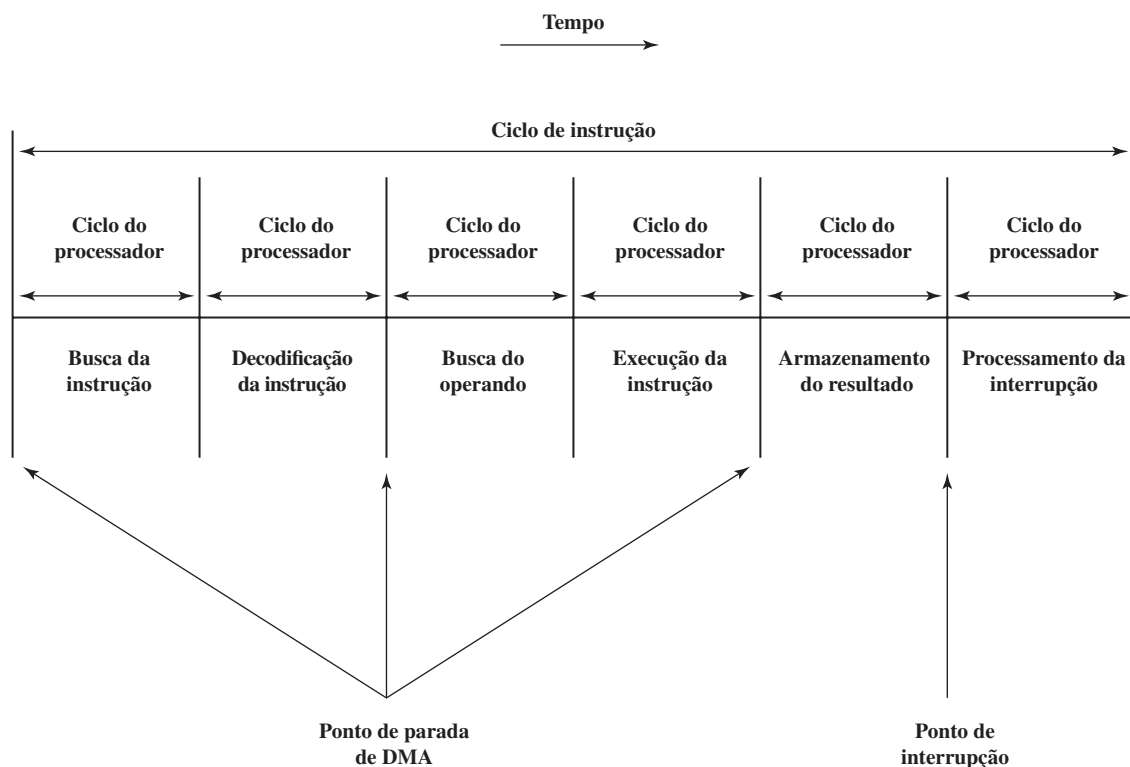 Tempo
Ciclo de instrução
Ciclo do
processador
Ciclo do
processador
Ciclo do
processador
Ciclo do
processador
Ciclo do
processador
Ciclo do
processador
Busca da
instrução
Decodificação
da instrução
Busca do
operando
Execução da
instrução
Armazenamento
do resultado
Processamento da
interrupção
Ponto de parada
de DMA
Ponto de
interrupção